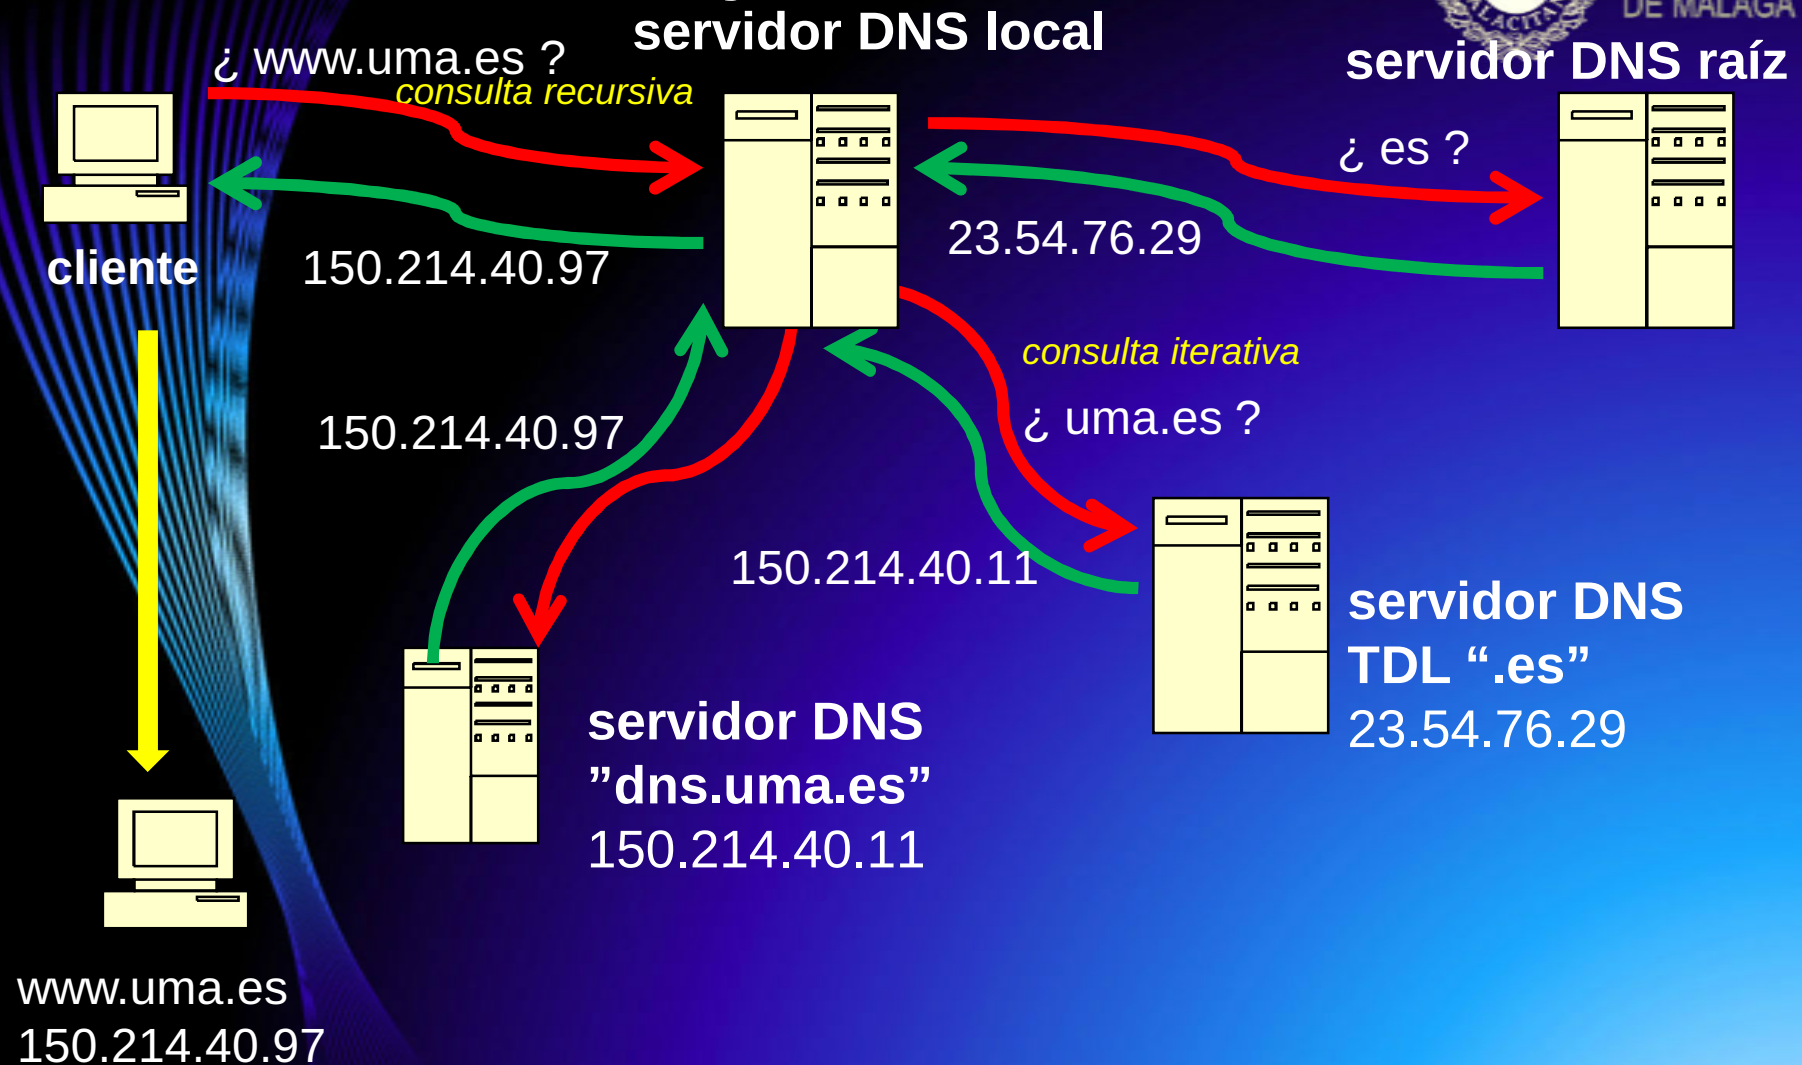 servidor DNS local
DE MÁLAGA
¿ www.uma.es ?
consulta recursiva
servidor DNS raíz
¿ es ?
cliente
150.214.40.97
23.54.76.29
consulta iterativa
150.214.40.97
¿ uma.es ?
150.214.40.11
servidor DNS
TDL “.es”
23.54.76.29
servidor DNS
”dns.uma.es”
150.214.40.11
www.uma.es
150.214.40.97